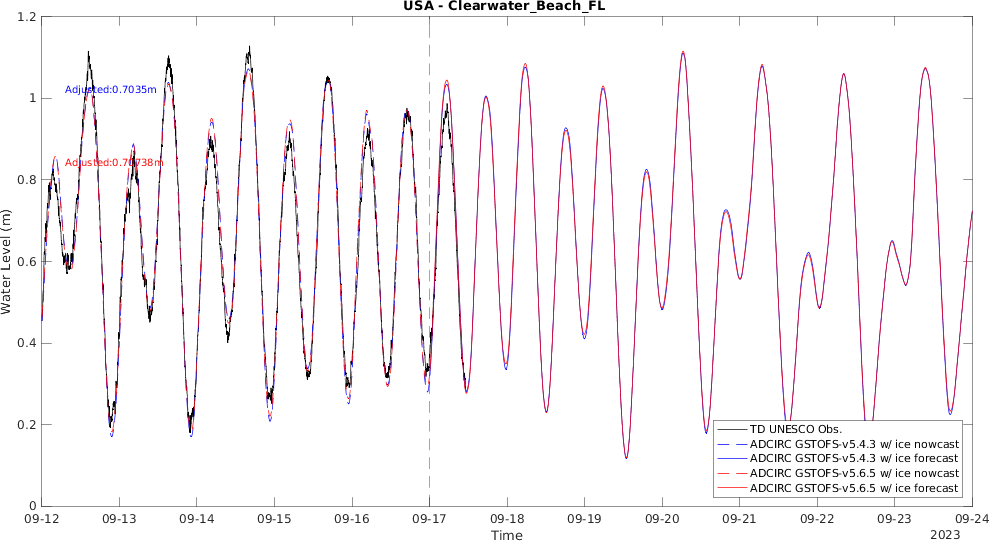 USA - Clearwater_Beach_FL
Water Level (m)
1.2
1
0.8
0.6
0.4
0.2
0
Adjusted:0.7035m
Adjusted:0.70738m
TD UNESCO Obs.
ADCIRC GSTOFS-v5.4.3 w/ ice nowcast
ADCIRC GSTOFS-v5.4.3 w/ ice forecast
ADCIRC GSTOFS-v5.6.5 w/ ice nowcast
ADCIRC GSTOFS-v5.6.5 w/ ice forecast
09-12 09-13 09-14 09-15 09-16 09-17 09-18 09-19 09-20 09-21 09-22 09-23 09-24
Time
2023